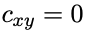 $c_{xy} = 0$